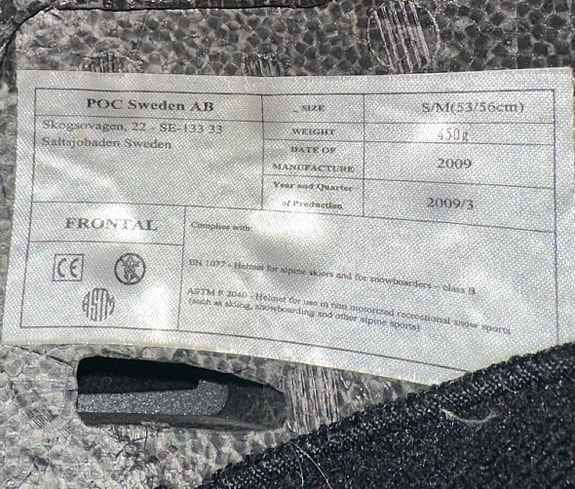 POC Sweden AB
Skogsovagen, 22 - SE-133 33
Saltsjobaden Sweden
SIZE
S/M(53/56cm)
WEIGHT
450g
DATE OF
MANUFACTURE
2009
Year and Quarter
of Production
2009/3
FRONTAL
CE
ASTM
Complies with:
EN 1077 - Helmet for alpine skiers and for snowboarders - class B
ASTM F 2040 - Helmet for use in non motorized recreational snow sports
(such as skiing, snowboarding and other alpine sports)